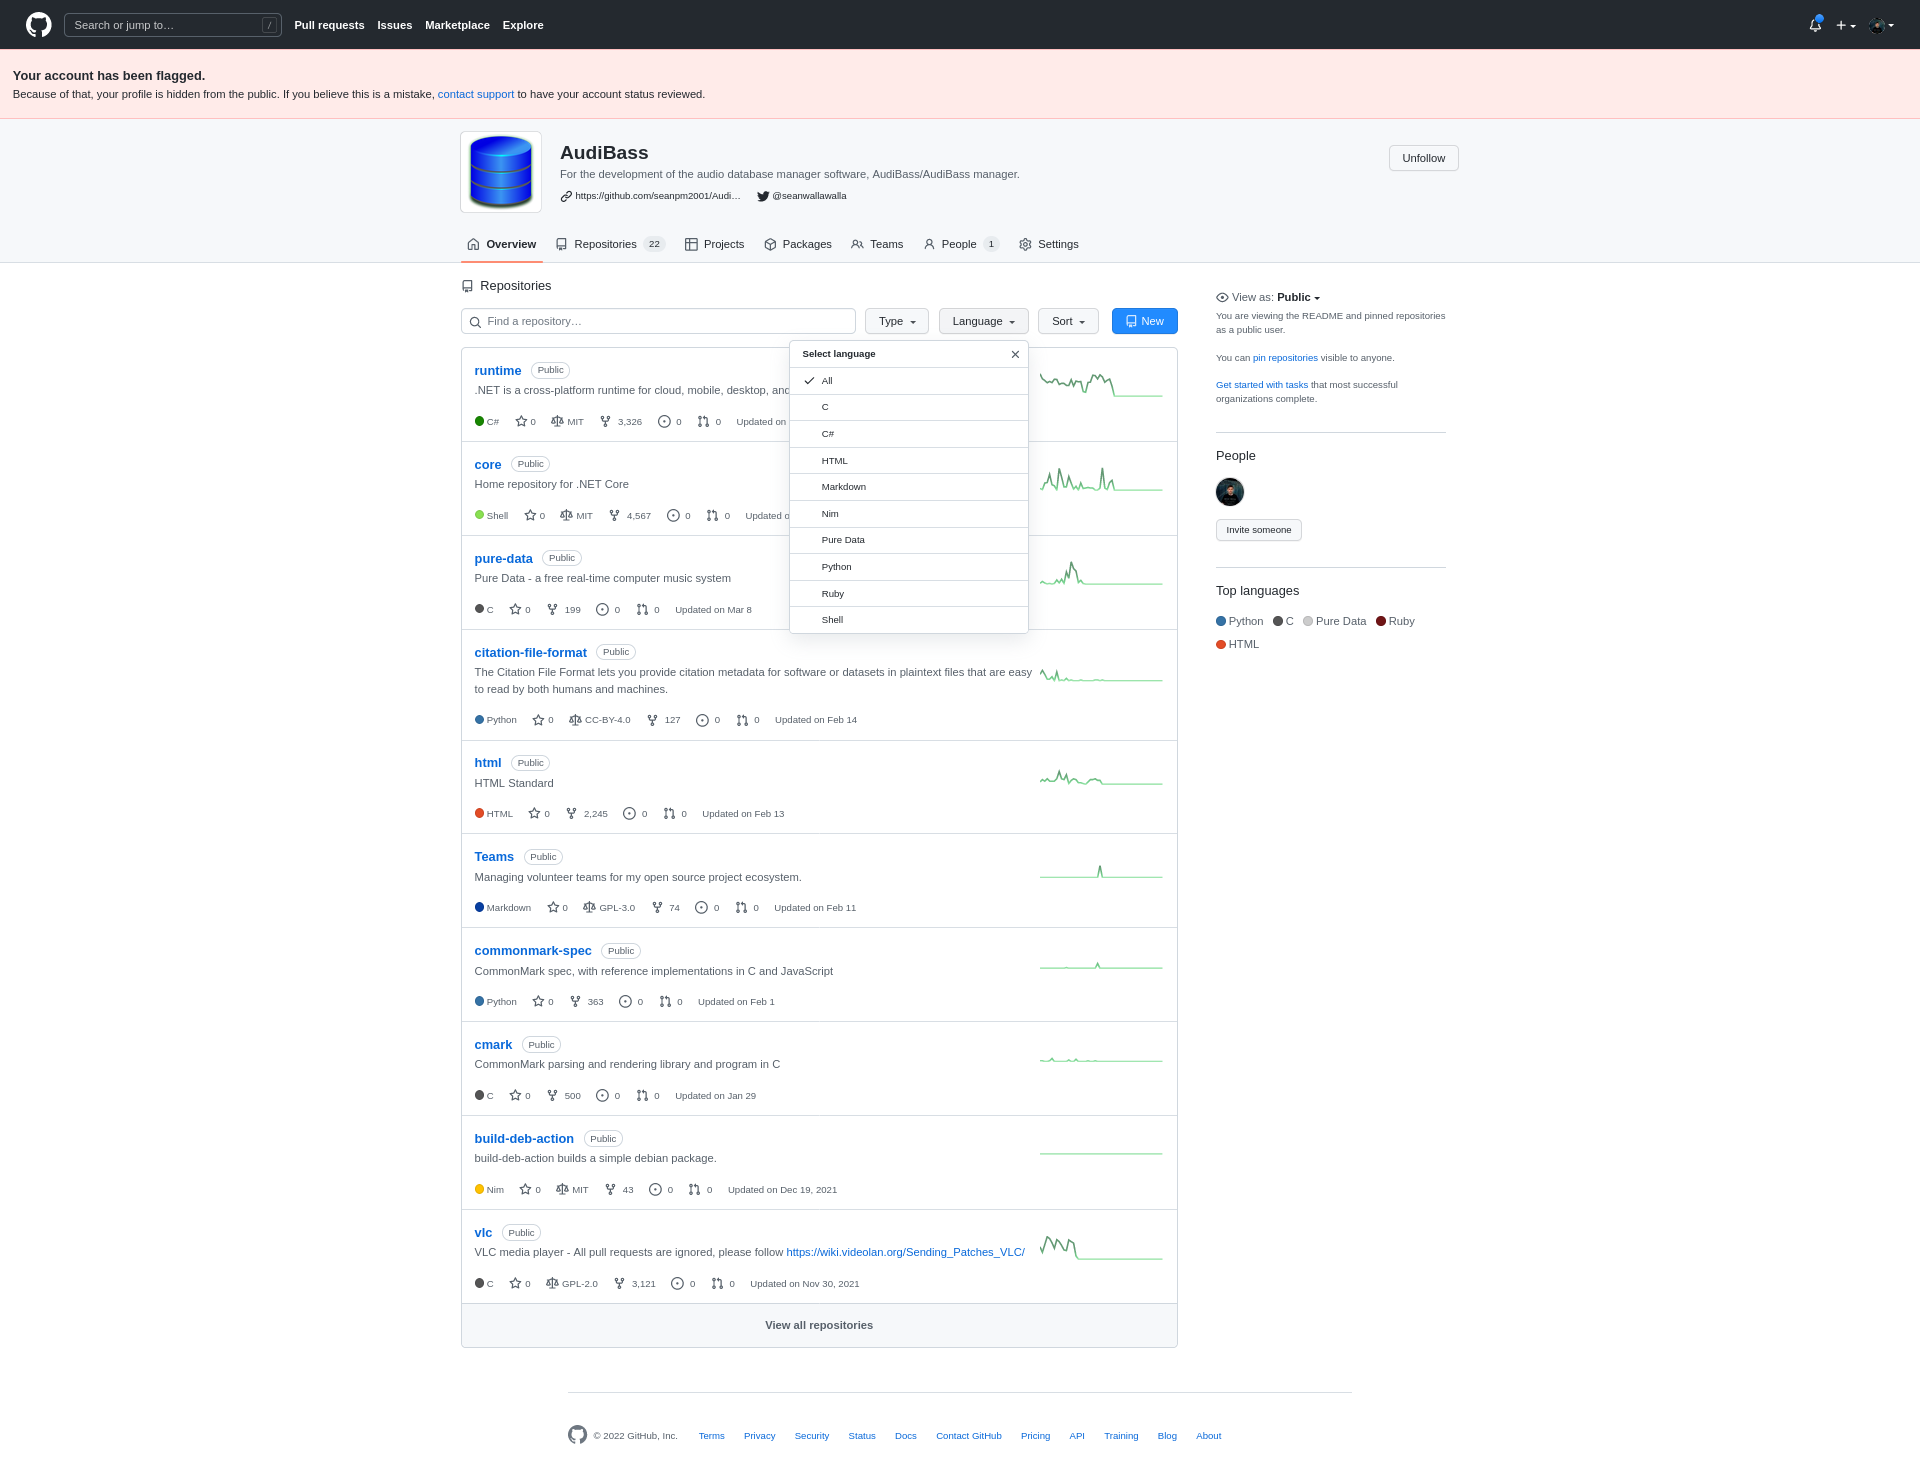 Search or jump to… /
Pull requests Issues Marketplace Explore
Your account has been flagged.
Because of that, your profile is hidden from the public. If you believe this is a mistake, contact support to have your account status reviewed.
AudiBass
For the development of the audio database manager software, AudiBass/AudiBass manager.
https://github.com/seanpm2001/Audi… @seanwallawalla
Unfollow
Overview Repositories 22 Projects Packages Teams People 1 Settings
Repositories
Find a repository…
Type Language Sort New
Select language
All
C
C#
HTML
Markdown
Nim
Pure Data
Python
Ruby
Shell
runtime Public
.NET is a cross-platform runtime for cloud, mobile, desktop, and
C# 0 MIT 3,326 0 0 Updated on
core Public
Home repository for .NET Core
Shell 0 MIT 4,567 0 0 Updated
pure-data Public
Pure Data - a free real-time computer music system
C 0 199 0 0 Updated on Mar 8
citation-file-format Public
The Citation File Format lets you provide citation metadata for software or datasets in plaintext files that are easy
to read by both humans and machines.
Python 0 CC-BY-4.0 127 0 0 Updated on Feb 14
html Public
HTML Standard
HTML 0 2,245 0 0 Updated on Feb 13
Teams Public
Managing volunteer teams for my open source project ecosystem.
Markdown 0 GPL-3.0 74 0 0 Updated on Feb 11
commonmark-spec Public
CommonMark spec, with reference implementations in C and JavaScript
Python 0 363 0 0 Updated on Feb 1
cmark Public
CommonMark parsing and rendering library and program in C
C 0 500 0 0 Updated on Jan 29
build-deb-action Public
build-deb-action builds a simple debian package.
Nim 0 MIT 43 0 0 Updated on Dec 19, 2021
vlc Public
VLC media player - All pull requests are ignored, please follow https://wiki.videolan.org/Sending_Patches_VLC/
C 0 GPL-2.0 3,121 0 0 Updated on Nov 30, 2021
View all repositories
View as: Public
You are viewing the README and pinned repositories
as a public user.
You can pin repositories visible to anyone.
Get started with tasks that most successful
organizations complete.
People
Invite someone
Top languages
Python C Pure Data Ruby
HTML
© 2022 GitHub, Inc. Terms Privacy Security Status Docs Contact GitHub Pricing API Training Blog About